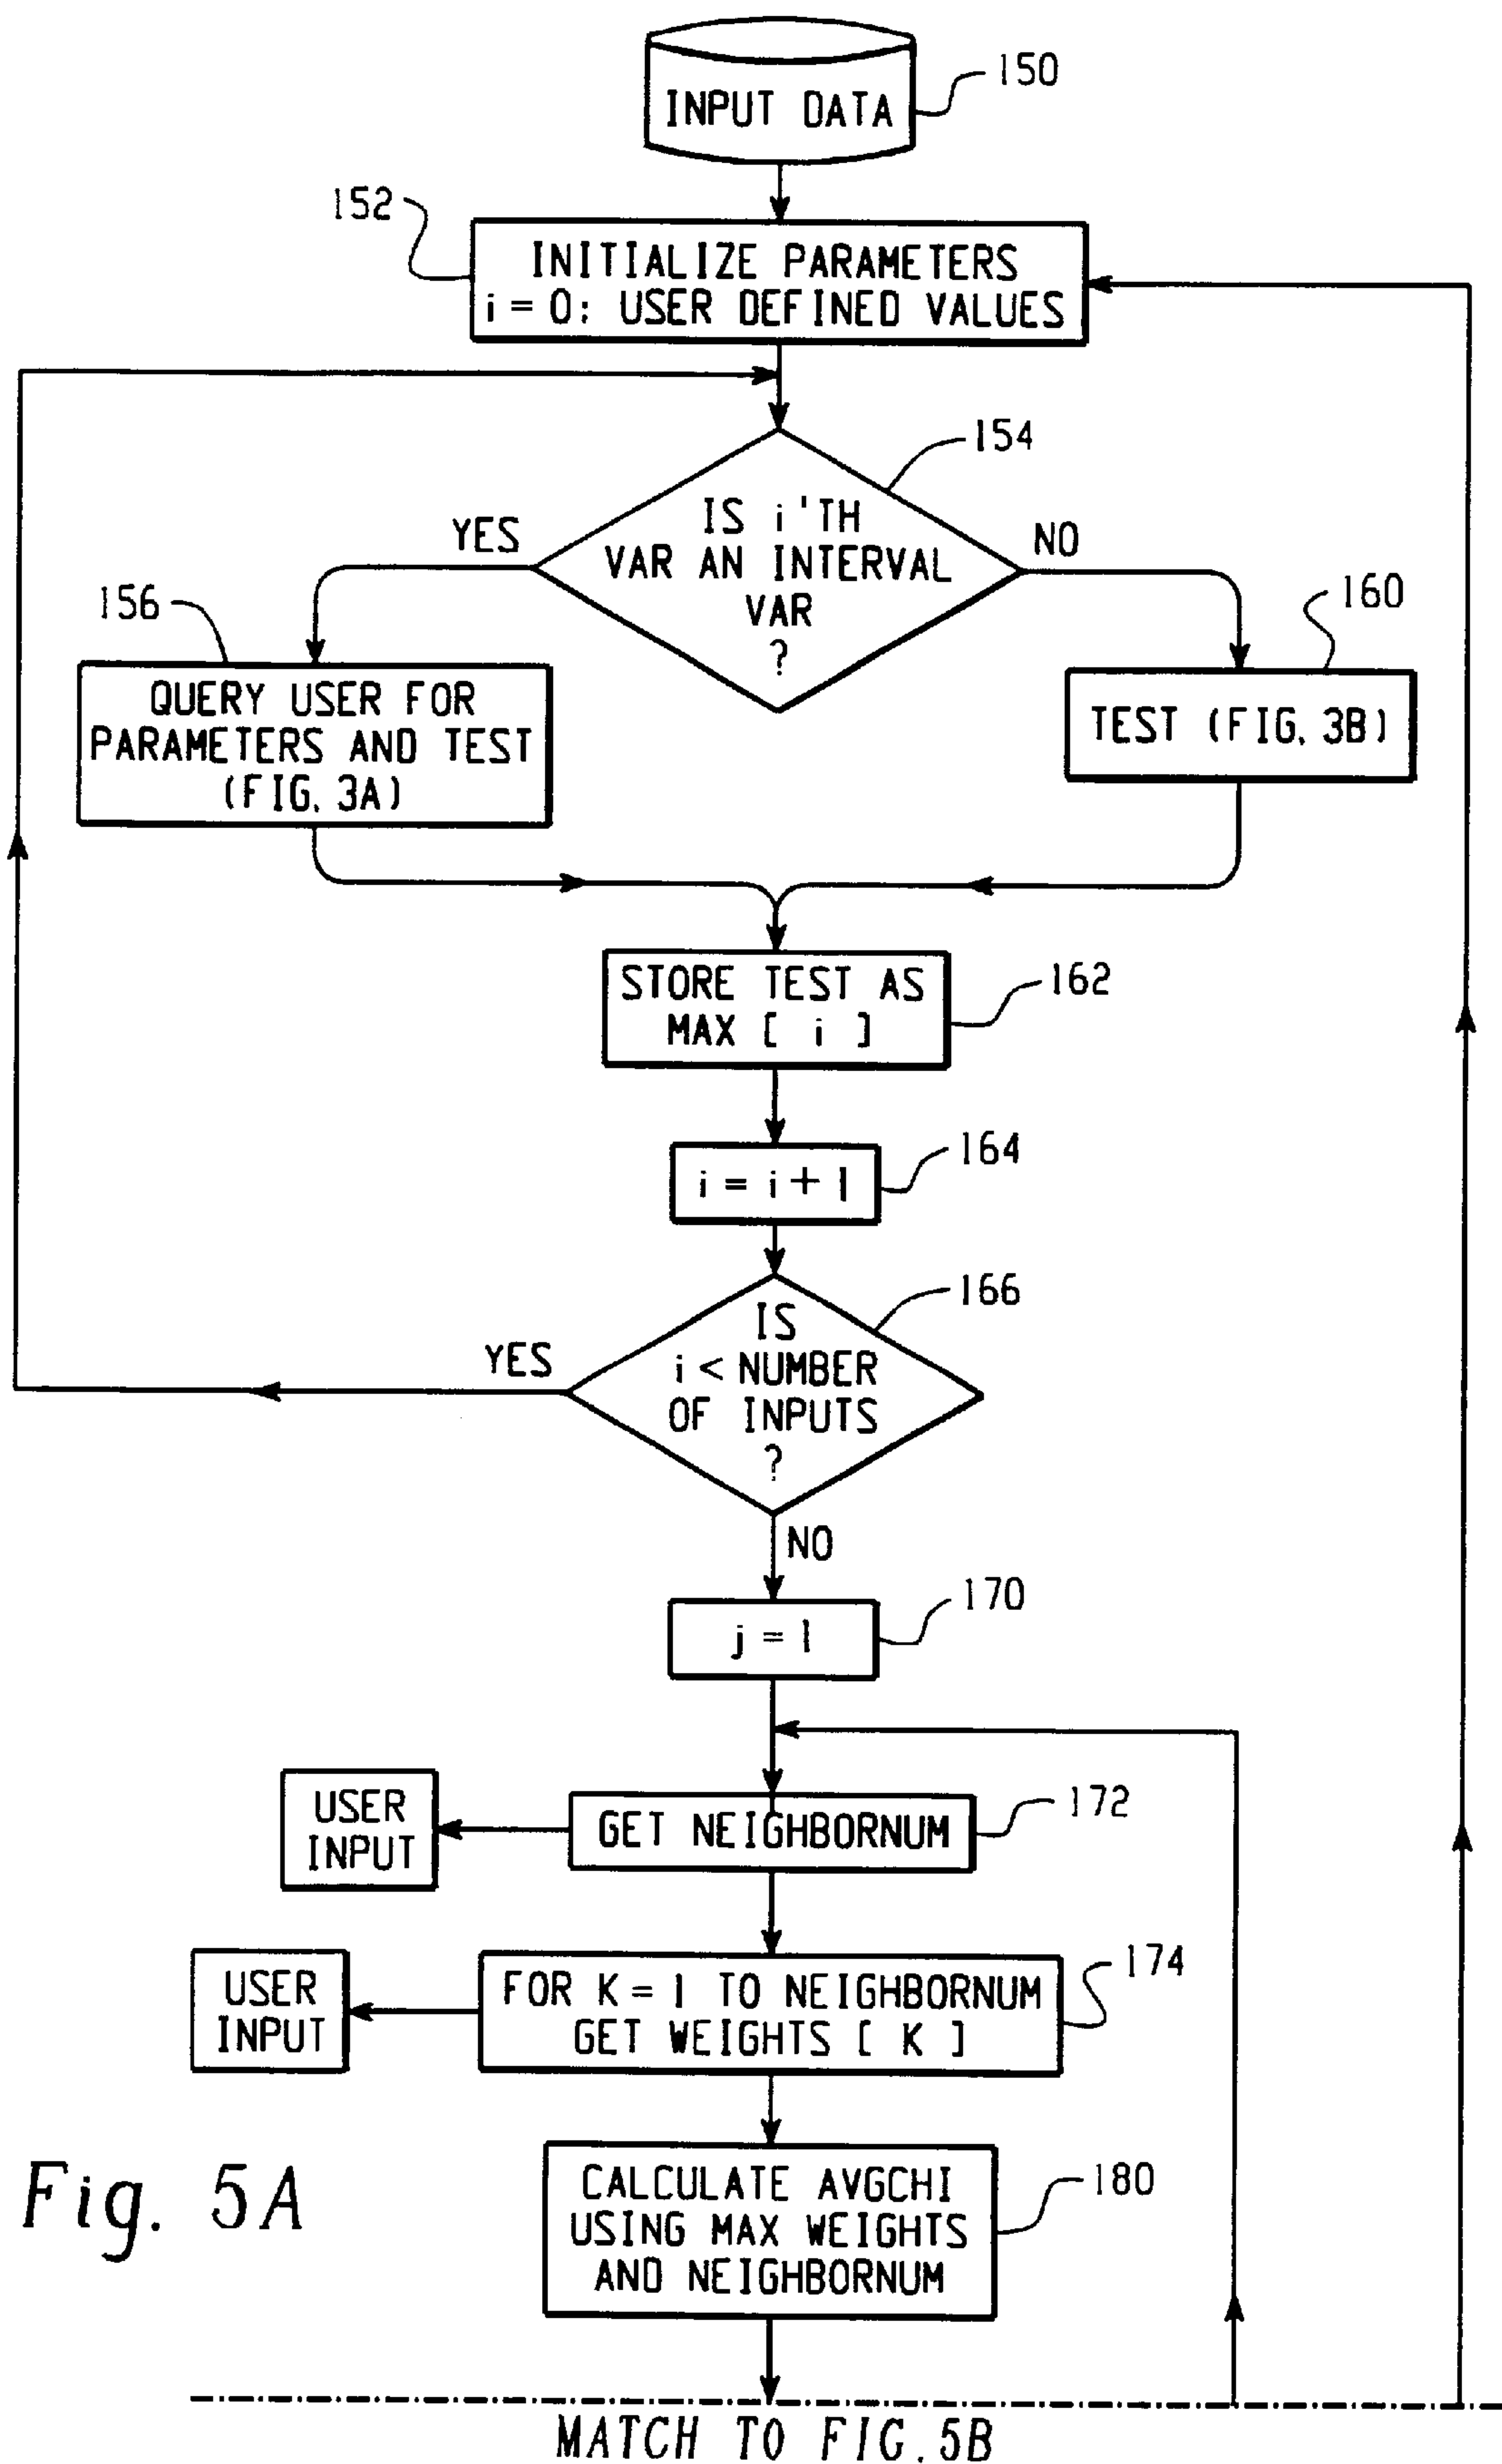 150
INPUT DATA
152
INITIALIZE PARAMETERS
i = 0: USER DEFINED VALUES
154
IS i'TH
VAR AN INTERVAL
VAR
?
YES
NO
156
160
QUERY USER FOR
PARAMETERS AND TEST
(FIG. 3A)
TEST (FIG. 3B)
STORE TEST AS
MAX [ i ]
162
i = i + 1
164
IS
i < NUMBER
OF INPUTS
?
166
YES
NO
j = 1
170
USER
INPUT
GET NEIGHBORNUM
172
USER
INPUT
FOR K = 1 TO NEIGHBORNUM
GET WEIGHTS [ K ]
174
CALCULATE AVGCHI
USING MAX WEIGHTS
AND NEIGHBORNUM
180
Fig. 5A
MATCH TO FIG. 5B